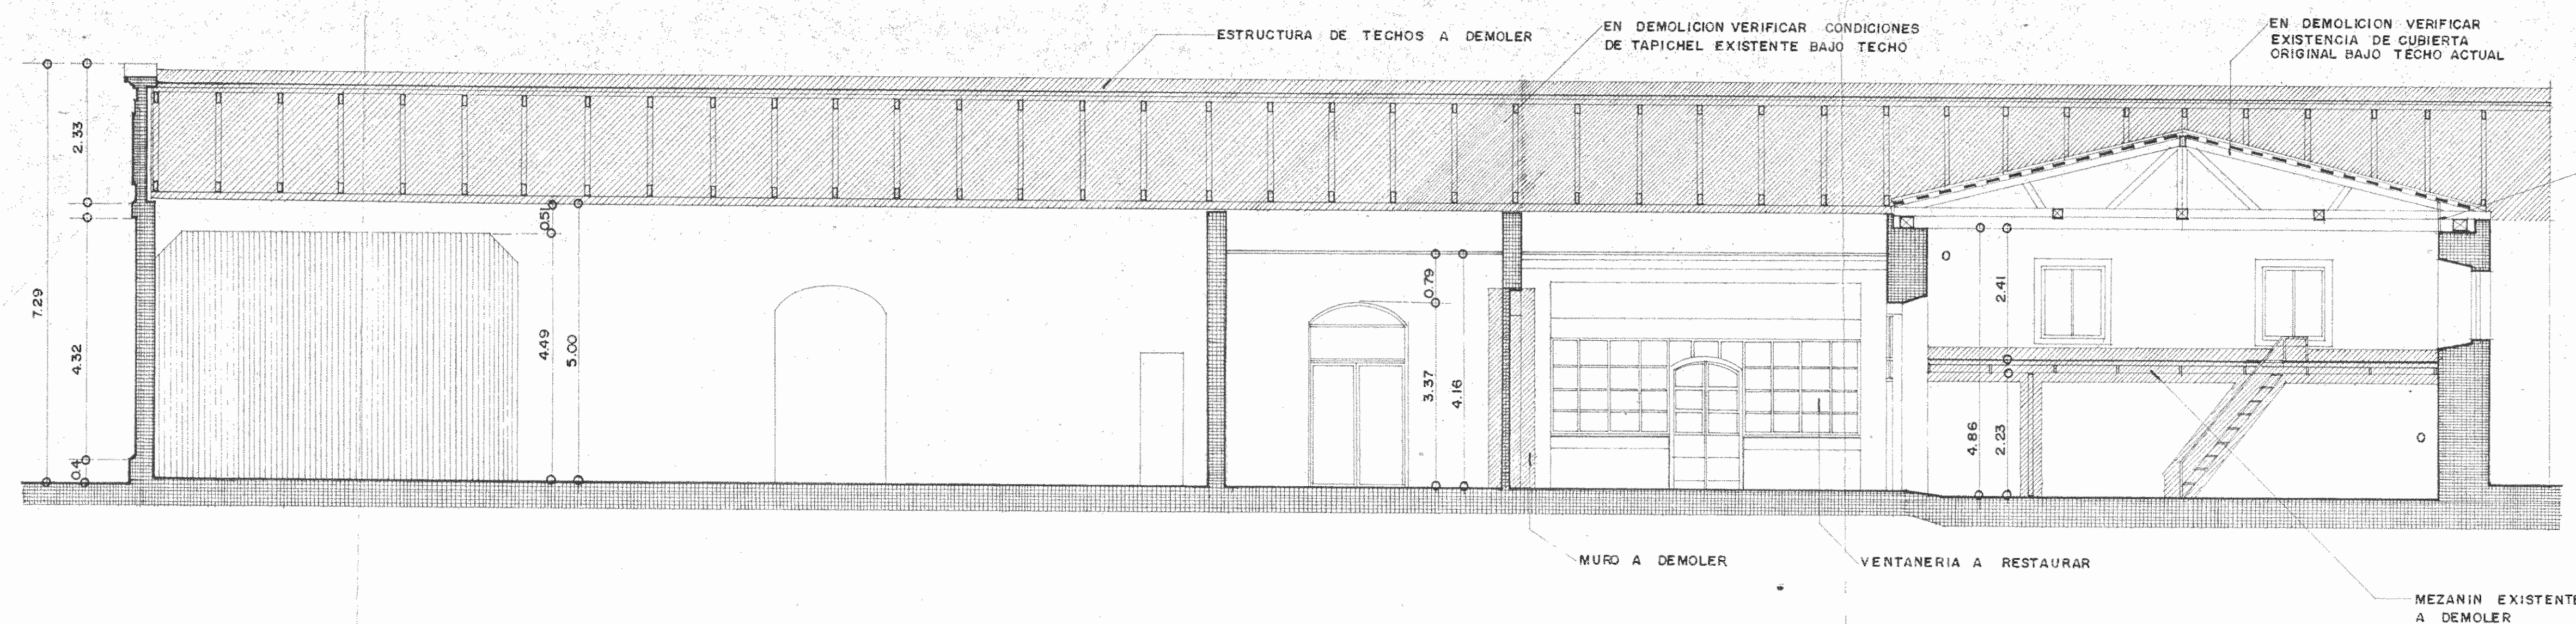 ESTRUCTURA DE TECHOS A DEMOLER
EN DEMOLICION VERIFICAR CONDICIONES
DE TAPICHEL EXISTENTE BAJO TECHO
EN DEMOLICION VERIFICAR
EXISTENCIA DE CUBIERTA
ORIGINAL BAJO TECHO ACTUAL
7.29
2.33
4.32
0.4
0.51
4.49
5.00
0.79
3.37
4.16
2.41
4.86
2.23
MURO A DEMOLER
VENTANERIA A RESTAURAR
MEZANIN EXISTENTE
A DEMOLER